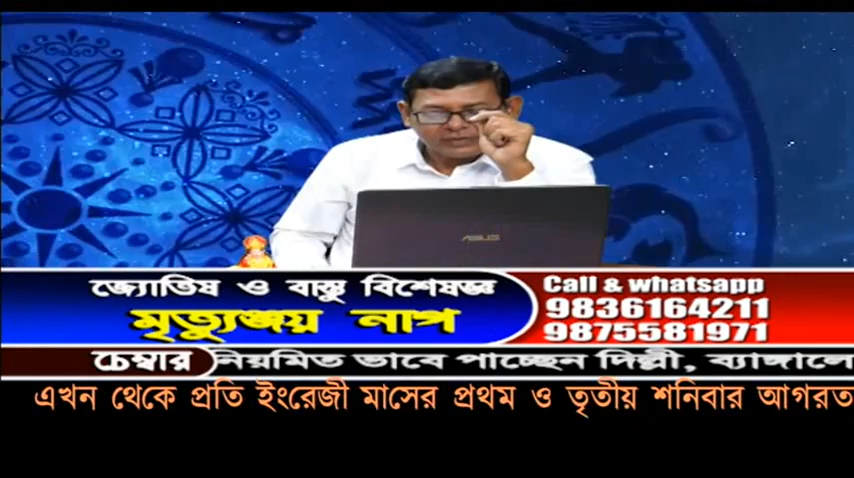 ASUS
জ্যোতিষ ও বাস্তু বিশেষজ্ঞ
মৃত্যুঞ্জয় নাগ
Call & whatsapp
9836164211
9875581971
চেম্বার
নিয়মিত ভাবে পাচ্ছেন দিল্লী, ব্যাঙ্গালো
এখন থেকে প্রতি ইংরেজী মাসের প্রথম ও তৃতীয় শনিবার আগরত